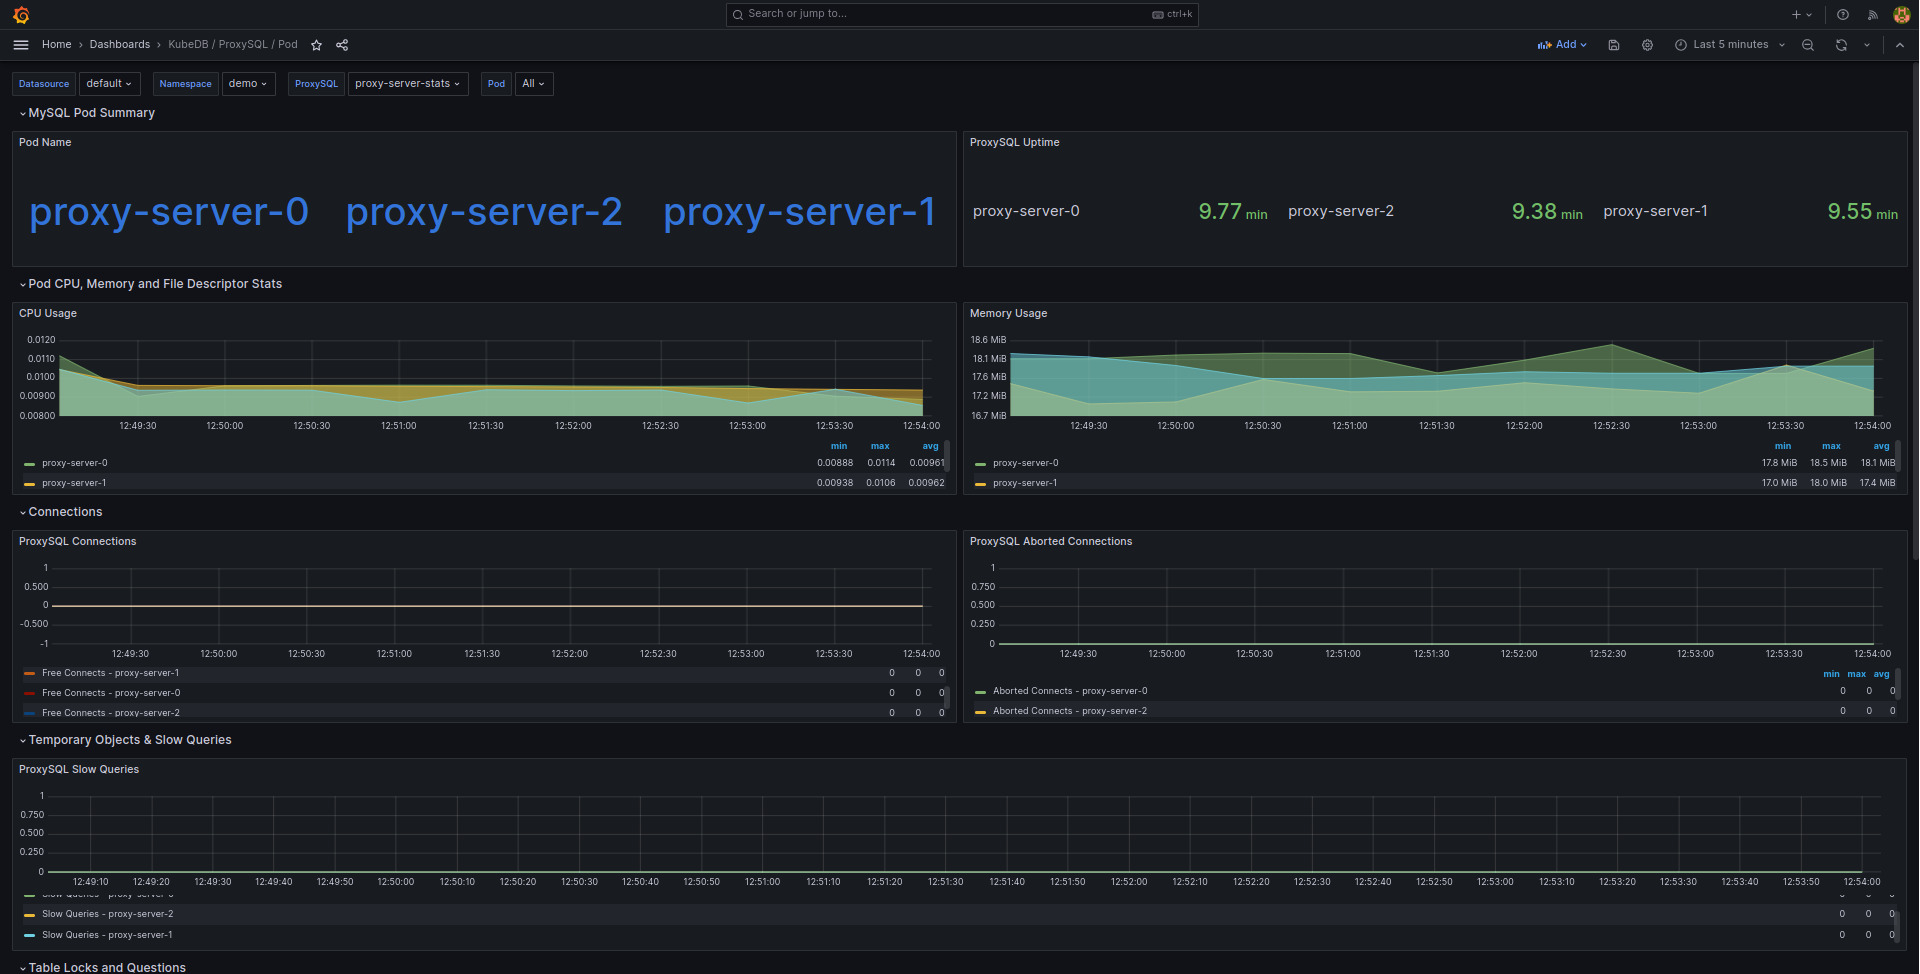 Search or jump to...
ctrl+k
Home › Dashboards › KubeDB / ProxySQL / Pod
Add
Last 5 minutes
Datasource default
Namespace demo
ProxySQL proxy-server-stats
Pod All
MySQL Pod Summary
Pod Name
proxy-server-0 proxy-server-2 proxy-server-1
ProxySQL Uptime
proxy-server-0 9.77 min proxy-server-2 9.38 min proxy-server-1 9.55 min
Pod CPU, Memory and File Descriptor Stats
CPU Usage
0.0120
0.0110
0.0100
0.00900
0.00800
12:49:30 12:50:00 12:50:30 12:51:00 12:51:30 12:52:00 12:52:30 12:53:00 12:53:30 12:54:00
min max avg
proxy-server-0 0.00888 0.0114 0.00961
proxy-server-1 0.00938 0.0106 0.00962
Memory Usage
18.6 MiB
18.1 MiB
17.6 MiB
17.2 MiB
16.7 MiB
12:49:30 12:50:00 12:50:30 12:51:00 12:51:30 12:52:00 12:52:30 12:53:00 12:53:30 12:54:00
min max avg
proxy-server-0 17.8 MiB 18.5 MiB 18.1 MiB
proxy-server-1 17.0 MiB 18.0 MiB 17.4 MiB
Connections
ProxySQL Connections
1
0.500
0
-0.500
-1
12:49:30 12:50:00 12:50:30 12:51:00 12:51:30 12:52:00 12:52:30 12:53:00 12:53:30 12:54:00
Free Connects - proxy-server-1 0 0 0
Free Connects - proxy-server-0 0 0 0
Free Connects - proxy-server-2 0 0 0
ProxySQL Aborted Connections
1
0.750
0.500
0.250
0
12:49:30 12:50:00 12:50:30 12:51:00 12:51:30 12:52:00 12:52:30 12:53:00 12:53:30 12:54:00
min max avg
Aborted Connects - proxy-server-0 0 0 0
Aborted Connects - proxy-server-2 0 0 0
Temporary Objects & Slow Queries
ProxySQL Slow Queries
1
0.750
0.500
0.250
0
12:49:10 12:49:20 12:49:30 12:49:40 12:49:50 12:50:00 12:50:10 12:50:20 12:50:30 12:50:40 12:50:50 12:51:00 12:51:10 12:51:20 12:51:30 12:51:40 12:51:50 12:52:00 12:52:10 12:52:20 12:52:30 12:52:40 12:52:50 12:53:00 12:53:10 12:53:20 12:53:30 12:53:40 12:53:50 12:54:00
Slow Queries - proxy-server-2 0 0 0
Slow Queries - proxy-server-1 0 0 0
Table Locks and Questions